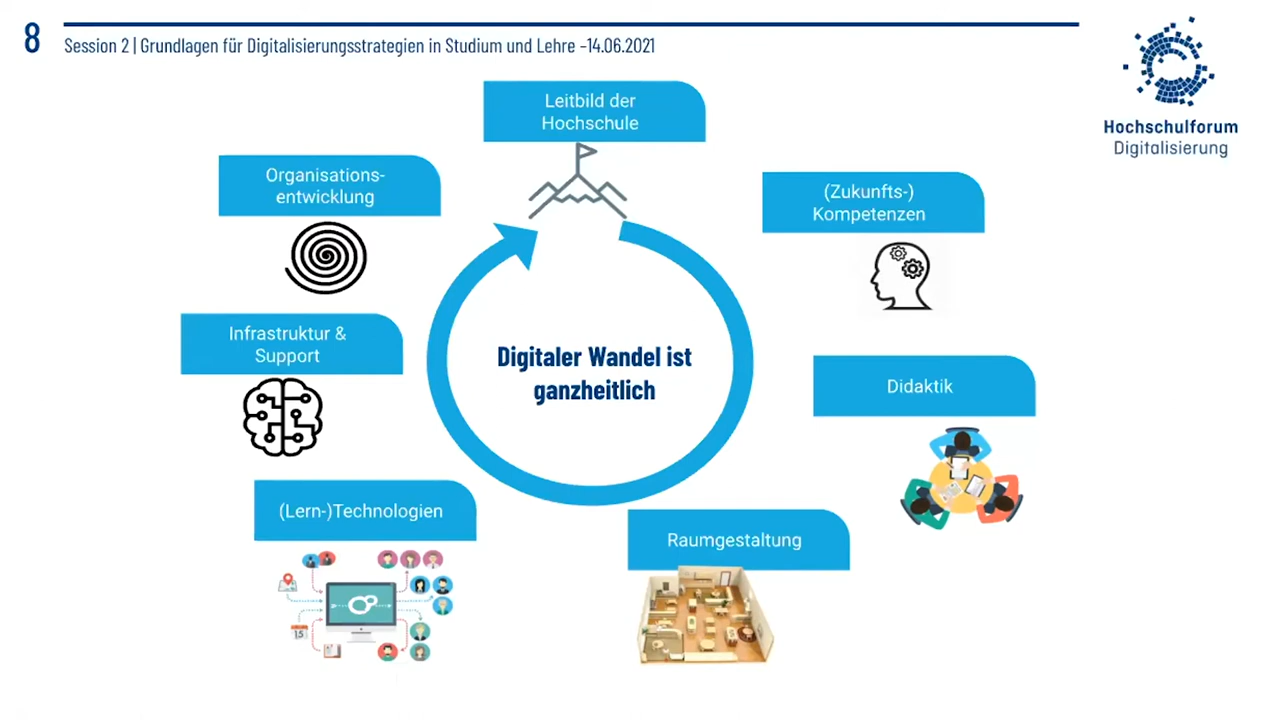 8
Session 2 | Grundlagen für Digitalisierungsstrategien in Studium und Lehre –14.06.2021
Hochschulforum
Digitalisierung
Leitbild der
Hochschule
Organisations-
entwicklung
(Zukunfts-)
Kompetenzen
Infrastruktur &
Support
Digitaler Wandel ist
ganzheitlich
Didaktik
(Lern-)Technologien
Raumgestaltung
15